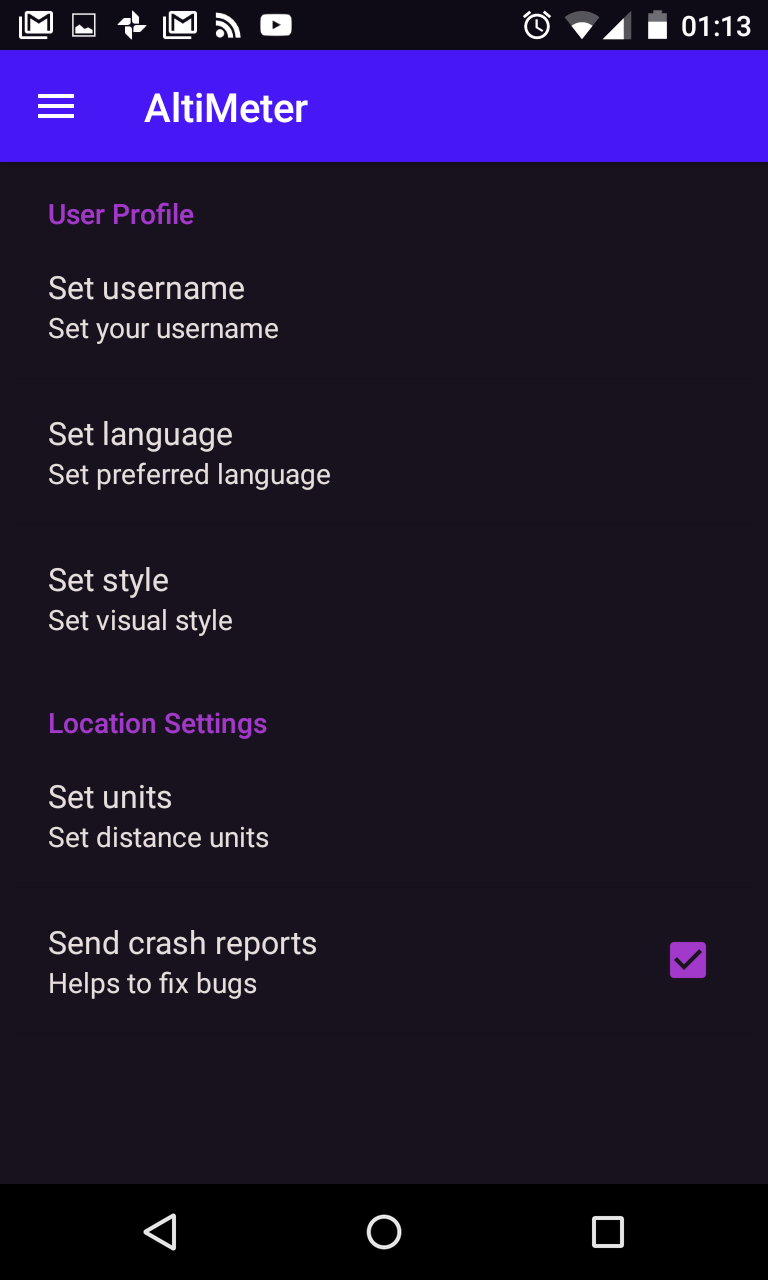 01:13
AltiMeter
User Profile
Set username
Set your username
Set language
Set preferred language
Set style
Set visual style
Location Settings
Set units
Set distance units
Send crash reports
Helps to fix bugs